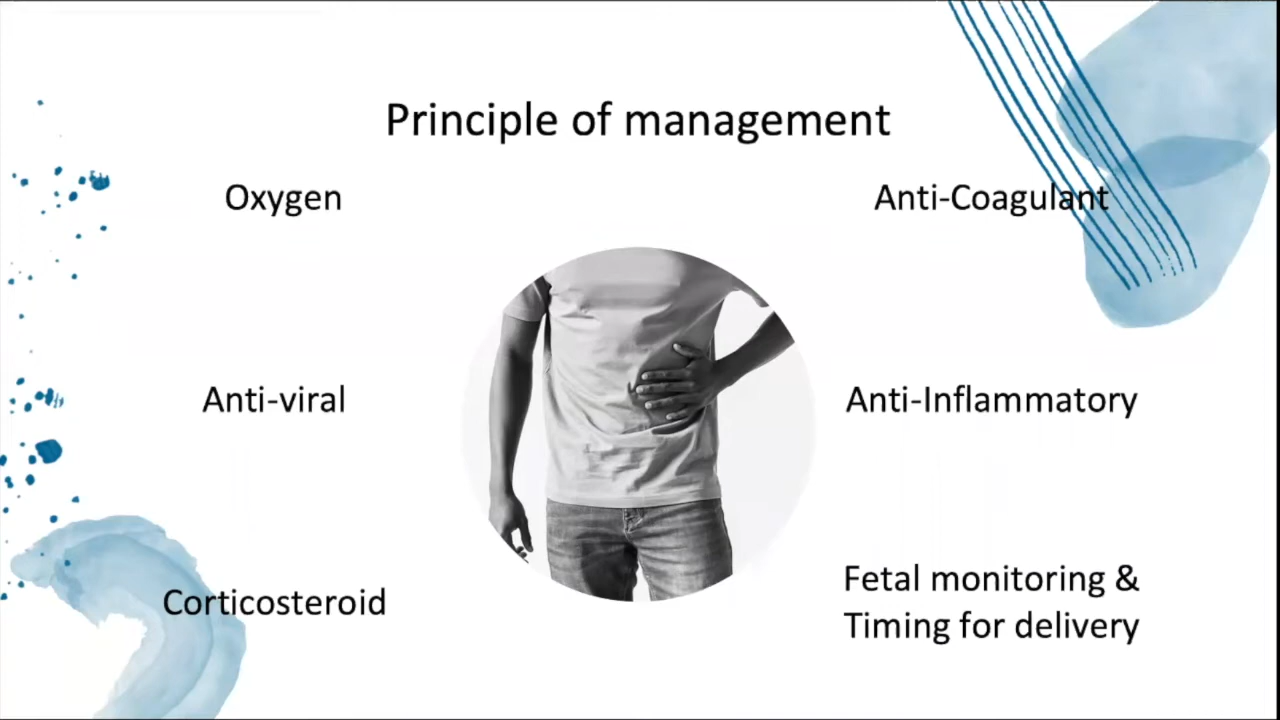 Principle of management
Oxygen
Anti-Coagulant
Anti-viral
Anti-Inflammatory
Corticosteroid
Fetal monitoring &
Timing for delivery